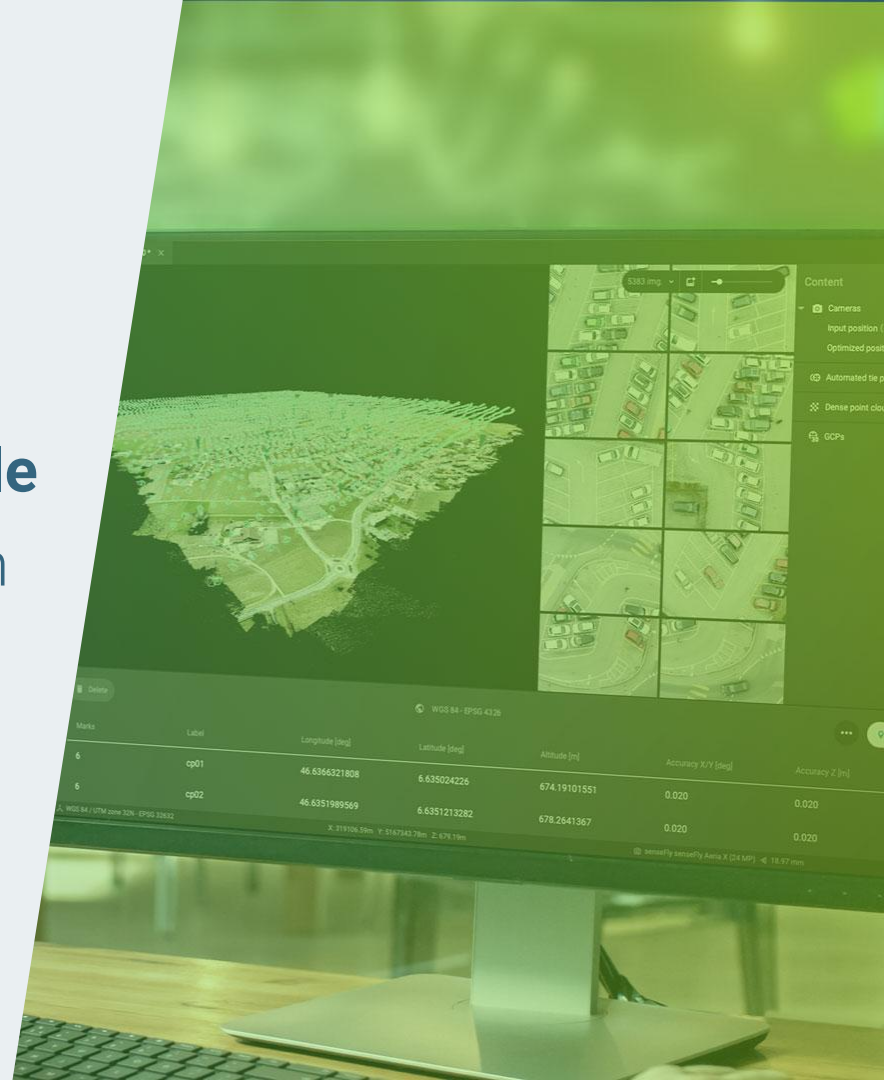 le
n
5383 img.
Content
Cameras
Input position
Optimized posit
Automated tie p
Dense point clou
GCPs
Delete
WGS 84 - EPSG 4326
Marks Label Longitude [deg] Latitude [deg] Altitude [m] Accuracy X/Y [deg] Accuracy Z [m]
6 cp01 46.6366321808 6.635024226 674.19101551 0.020 0.020
6 cp02 46.6351989569 6.6351213282 678.2641367 0.020 0.020
WGS 84 / UTM zone 32N - EPSG 32632
X: 319106.59m Y: 5167343.78m Z: 679.19m
senseFly senseFly Aeria X (24 MP) 18.97 mm